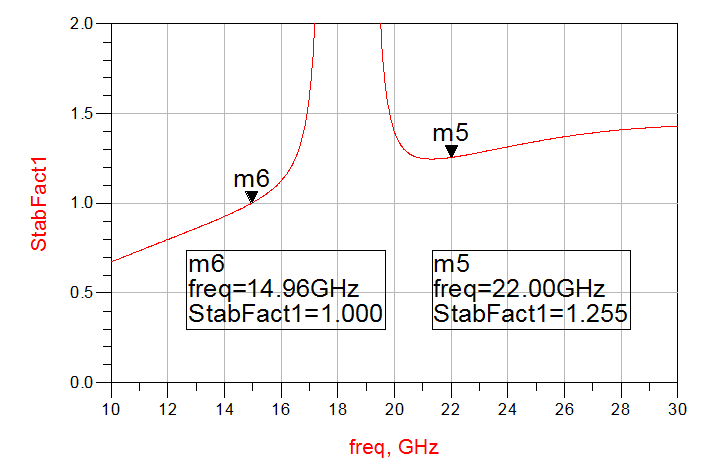 2.0
1.5
1.0
0.5
0.0
StabFact1
m6
m5
m6
freq=14.96GHz
StabFact1=1.000
m5
freq=22.00GHz
StabFact1=1.255
10 12 14 16 18 20 22 24 26 28 30
freq, GHz